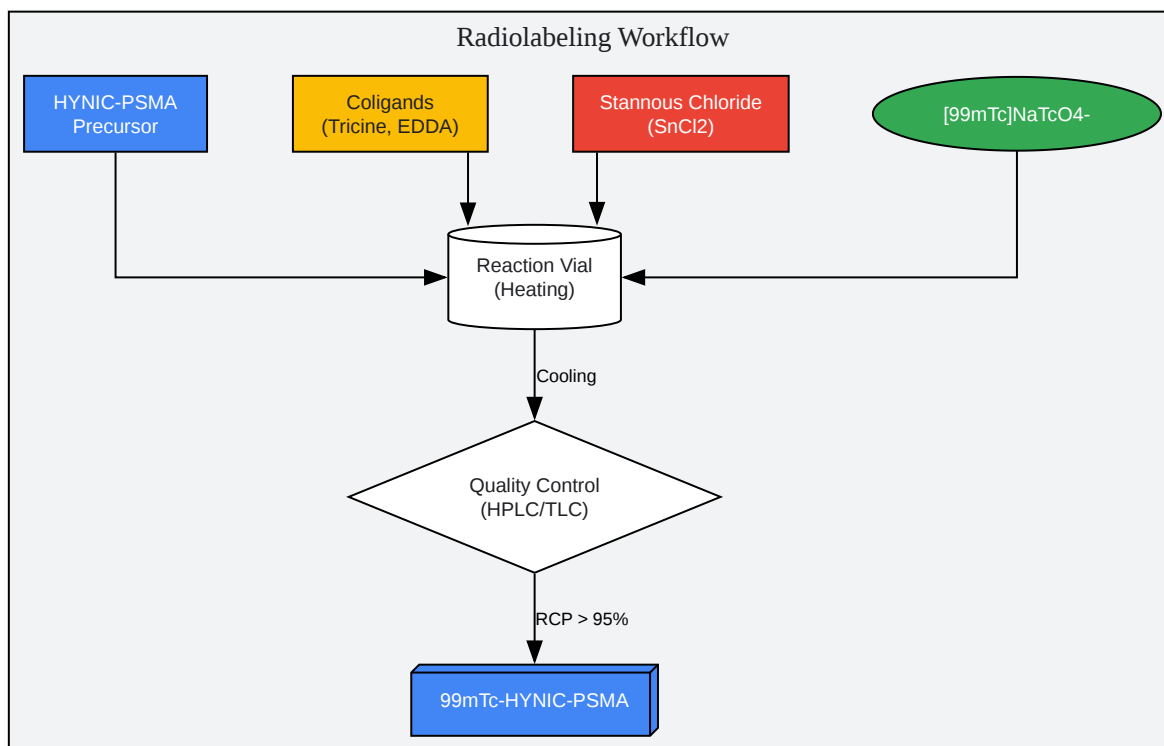 Radiolabeling Workflow
HYNIC-PSMA
Precursor
Coligands
(Tricine, EDDA)
Stannous Chloride
(SnCl2)
[99mTc]NaTcO4-
Reaction Vial
(Heating)
Cooling
Quality Control
(HPLC/TLC)
RCP > 95%
99mTc-HYNIC-PSMA